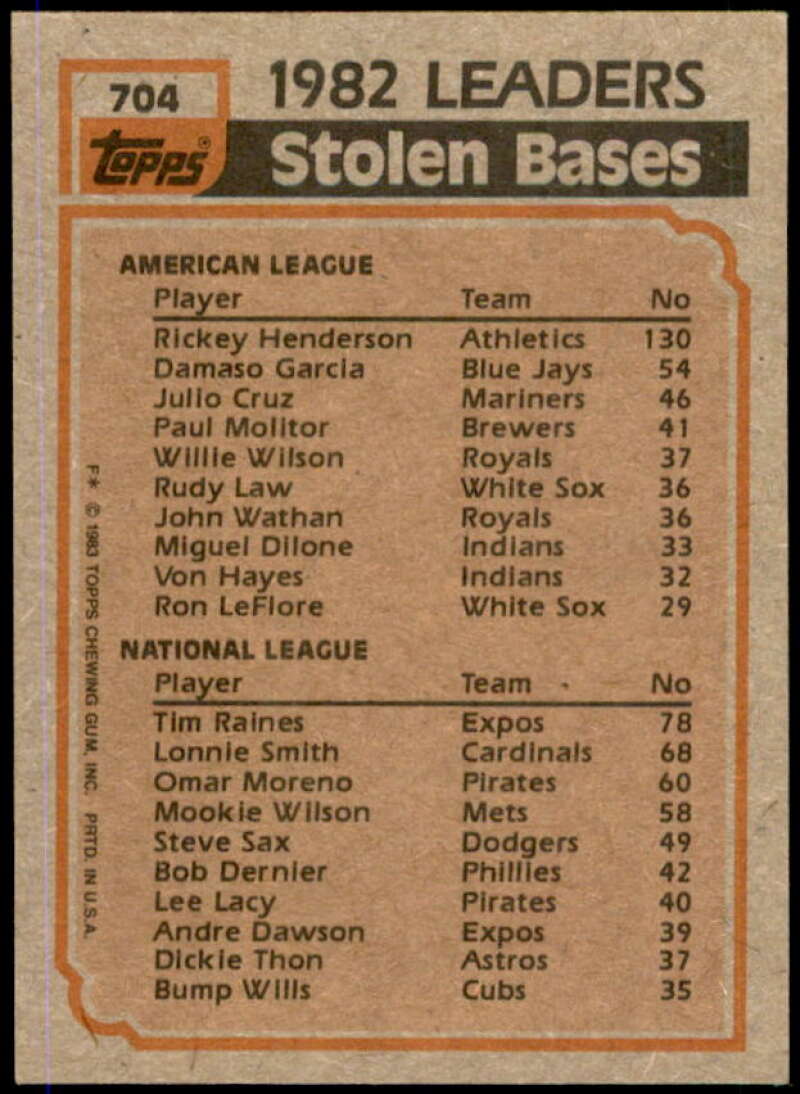 704
1982 LEADERS
Topps®
Stolen Bases
AMERICAN LEAGUE
Player Team No
Rickey Henderson Athletics 130
Damaso Garcia Blue Jays 54
Julio Cruz Mariners 46
Paul Molitor Brewers 41
Willie Wilson Royals 37
Rudy Law White Sox 36
John Wathan Royals 36
Miguel Dilone Indians 33
Von Hayes Indians 32
Ron LeFlore White Sox 29
NATIONAL LEAGUE
Player Team No
Tim Raines Expos 78
Lonnie Smith Cardinals 68
Omar Moreno Pirates 60
Mookie Wilson Mets 58
Steve Sax Dodgers 49
Bob Dernier Phillies 42
Lee Lacy Pirates 40
Andre Dawson Expos 39
Dickie Thon Astros 37
Bump Wills Cubs 35
F* © 1983 TOPPS CHEWING GUM, INC. PRTD. IN U.S.A.